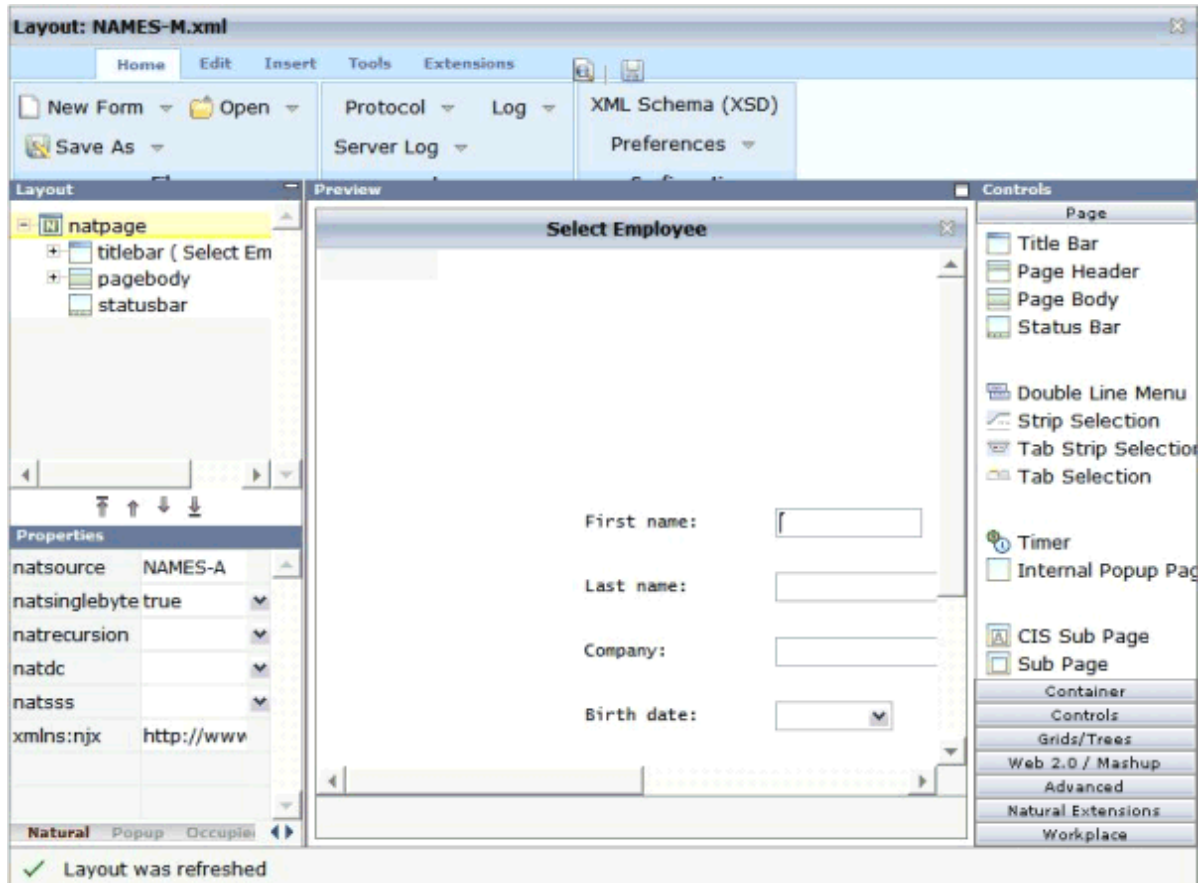 Layout: NAMES-M.xml
Home Edit Insert Tools Extensions
New Form Open Protocol Log XML Schema (XSD)
Save As Server Log Preferences
Layout Preview Controls
natpage
titlebar ( Select Em
pagebody
statusbar
Properties
natsource NAMES-A
natsinglebyte true
natrecursion
natdc
natsss
xmlns:njx http://www
Natural Popup Occupie
Select Employee
First name:
Last name:
Company:
Birth date:
Page
Title Bar
Page Header
Page Body
Status Bar
Double Line Menu
Strip Selection
Tab Strip Selection
Tab Selection
Timer
Internal Popup Pag
CIS Sub Page
Sub Page
Container
Controls
Grids/Trees
Web 2.0 / Mashup
Advanced
Natural Extensions
Workplace
Layout was refreshed